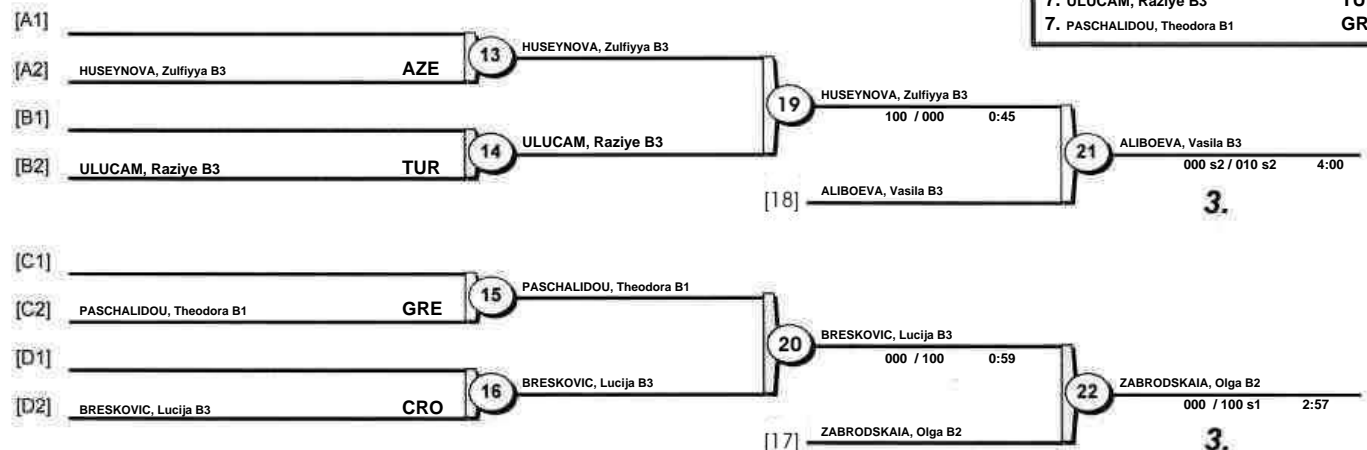 7. ULUCAM, Raziye B3 TU
7. PASCHALIDOU, Theodora B1 GR
[A1]
13 HUSEYNOVA, Zulfiyya B3
[A2] HUSEYNOVA, Zulfiyya B3 AZE
19 HUSEYNOVA, Zulfiyya B3
100 / 000 0:45
[B1]
14 ULUCAM, Raziye B3
[B2] ULUCAM, Raziye B3 TUR
21 ALIBOEVA, Vasila B3
000 s2 / 010 s2 4:00
[18] ALIBOEVA, Vasila B3
3.
[C1]
15 PASCHALIDOU, Theodora B1
[C2] PASCHALIDOU, Theodora B1 GRE
20 BRESKOVIC, Lucija B3
000 / 100 0:59
[D1]
16 BRESKOVIC, Lucija B3
[D2] BRESKOVIC, Lucija B3 CRO
22 ZABRODSKAIA, Olga B2
000 / 100 s1 2:57
[17] ZABRODSKAIA, Olga B2
3.